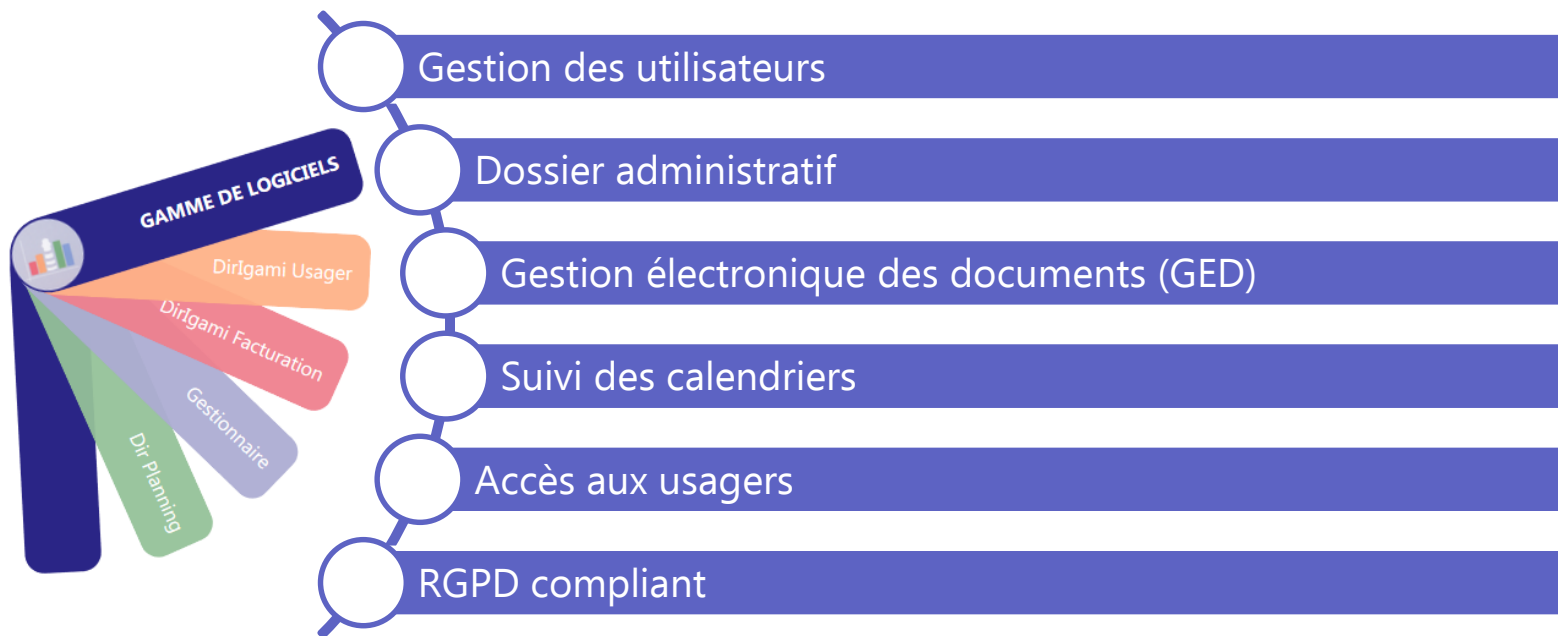 GAMME DE LOGICIELS
DirIgami Usager
DirIgami Facturation
Gestionnaire
Dir Planning
Gestion des utilisateurs
Dossier administratif
Gestion électronique des documents (GED)
Suivi des calendriers
Accès aux usagers
RGPD compliant